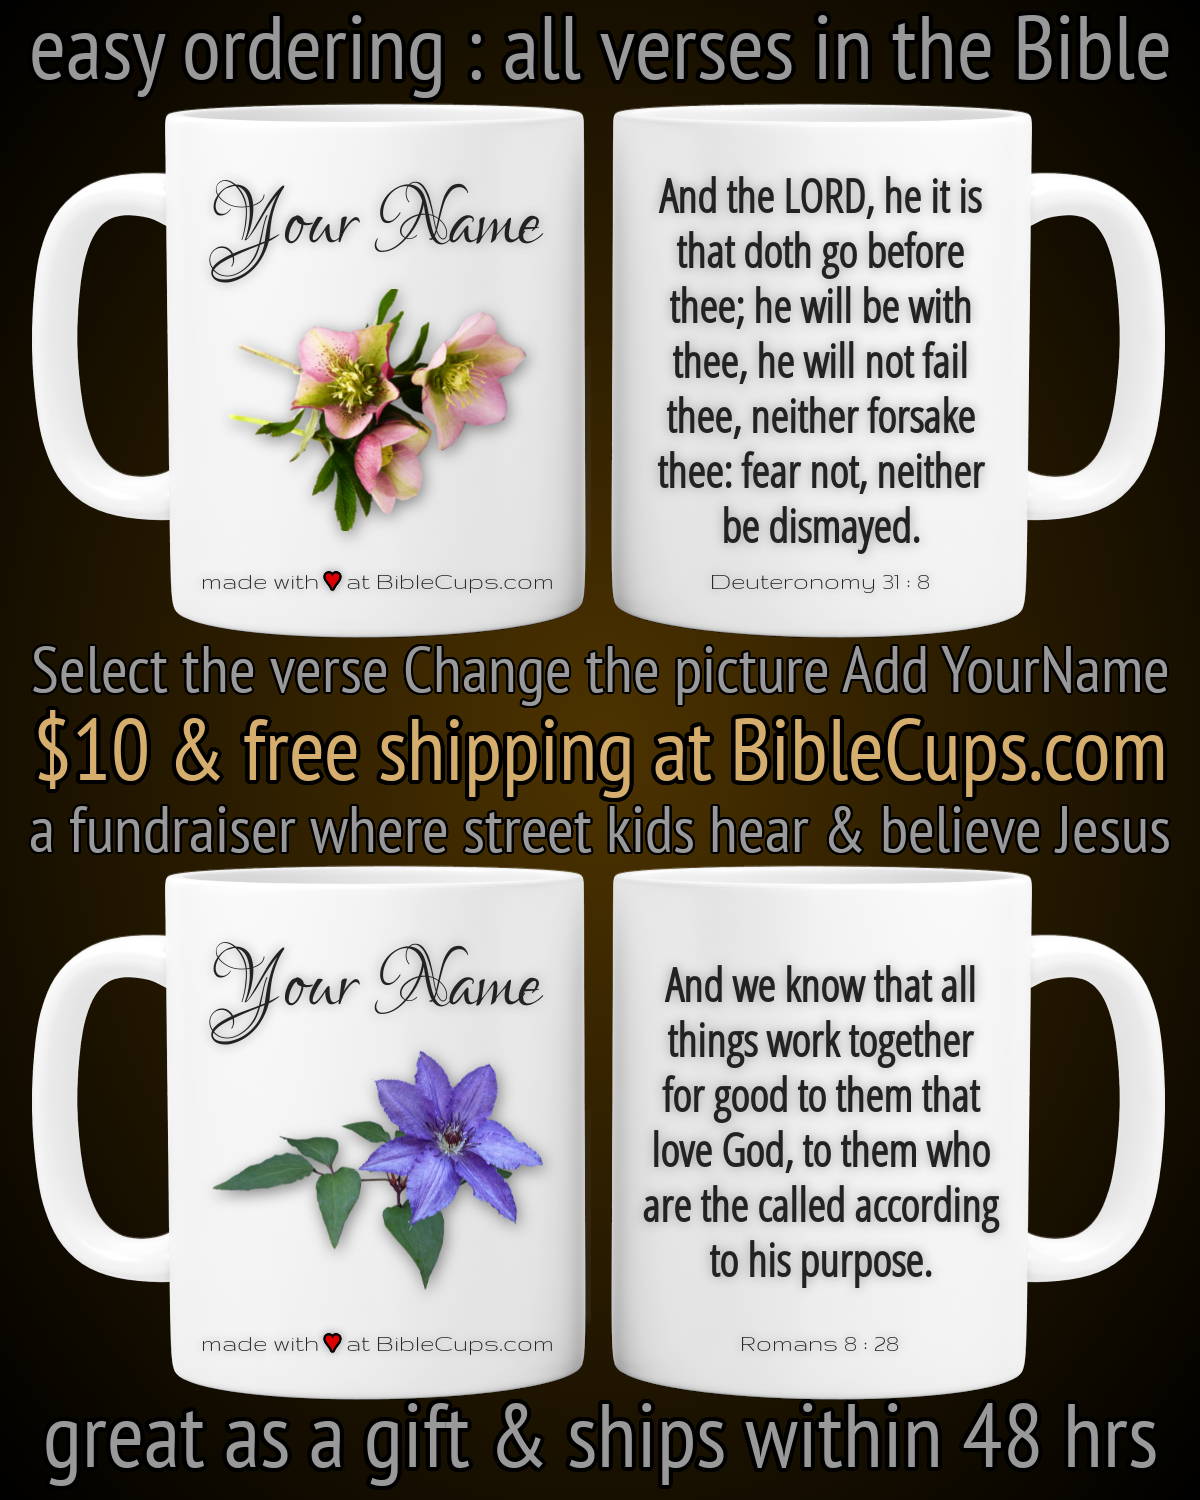 easy ordering : all verses in the Bible
Your Name
made with ♥ at BibleCups.com
And the LORD, he it is
that doth go before
thee; he will be with
thee, he will not fail
thee, neither forsake
thee: fear not, neither
be dismayed.
Deuteronomy 31 : 8
Select the verse Change the picture Add YourName
$10 & free shipping at BibleCups.com
a fundraiser where street kids hear & believe Jesus
Your Name
made with ♥ at BibleCups.com
And we know that all
things work together
for good to them that
love God, to them who
are the called according
to his purpose.
Romans 8 : 28
great as a gift & ships within 48 hrs